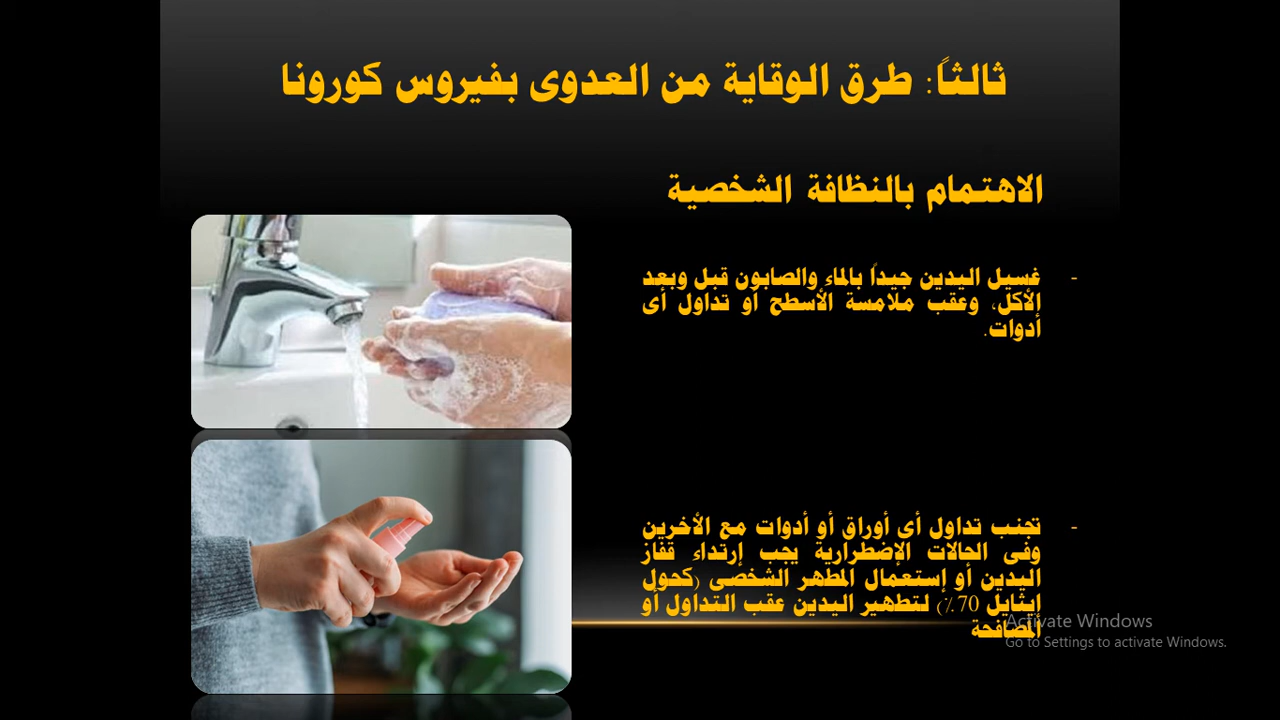 ثالثاً: طرق الوقاية من العدوى بفيروس كورونا
الاهتمام بالنظافة الشخصية
- غسيل اليدين جيداً بالماء والصابون قبل وبعد
الأكل، وعقب ملامسة الأسطح أو تداول أى
أدوات.
- تجنب تداول أى أوراق أو أدوات مع الأخرين
وفى الحالات الإضطرارية يجب إرتداء قفاز
اليدين أو إستعمال المطهر الشخصى (كحول
ايثايل 70٪) لتطهير اليدين عقب التداول أو
المصافحة
Activate Windows
Go to Settings to activate Windows.